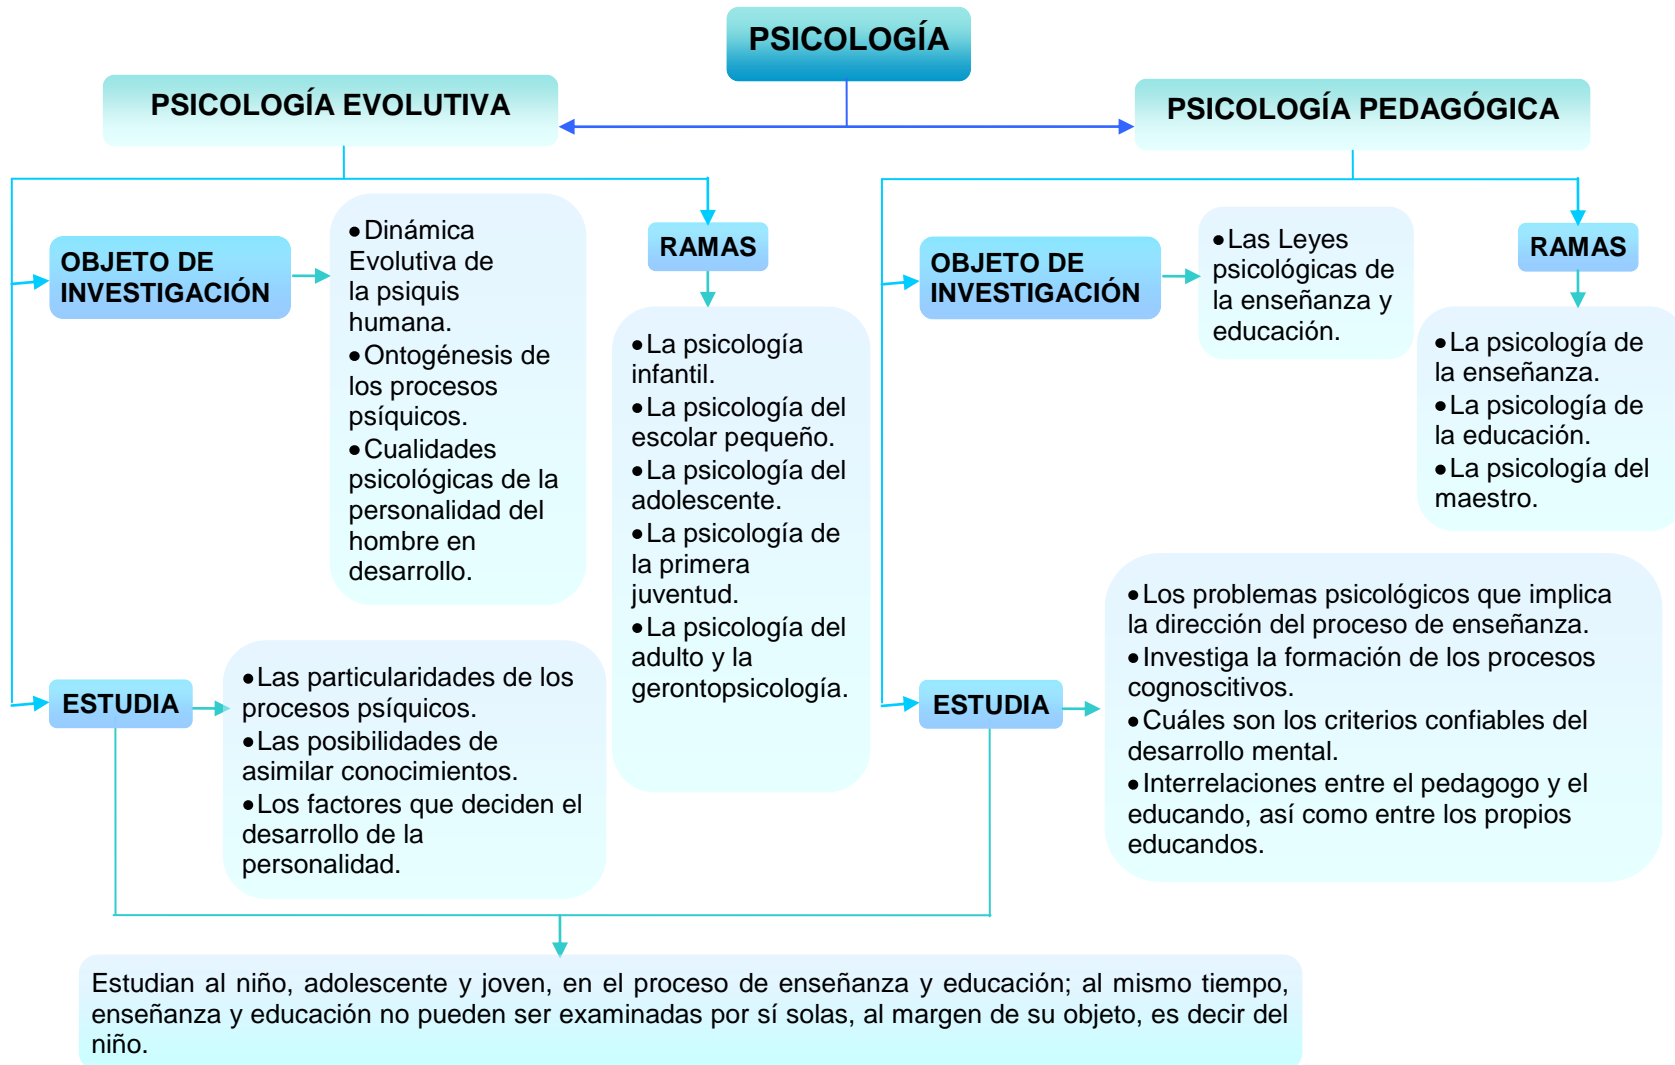 PSICOLOGÍA
PSICOLOGÍA EVOLUTIVA
PSICOLOGÍA PEDAGÓGICA
OBJETO DE
INVESTIGACIÓN
•Dinámica
Evolutiva de
la psiquis
humana.
•Ontogénesis de
los procesos
psíquicos.
•Cualidades
psicológicas de la
personalidad del
hombre en
desarrollo.
RAMAS
•La psicología
infantil.
•La psicología del
escolar pequeño.
•La psicología del
adolescente.
•La psicología de
la primera
juventud.
•La psicología del
adulto y la
gerontopsicología.
ESTUDIA
•Las particularidades de los
procesos psíquicos.
•Las posibilidades de
asimilar conocimientos.
•Los factores que deciden el
desarrollo de la
personalidad.
OBJETO DE
INVESTIGACIÓN
•Las Leyes
psicológicas de
la enseñanza y
educación.
RAMAS
•La psicología de
la enseñanza.
•La psicología de
la educación.
•La psicología del
maestro.
ESTUDIA
•Los problemas psicológicos que implica
la dirección del proceso de enseñanza.
•Investiga la formación de los procesos
cognoscitivos.
•Cuáles son los criterios confiables del
desarrollo mental.
•Interrelaciones entre el pedagogo y el
educando, así como entre los propios
educandos.
Estudian al niño, adolescente y joven, en el proceso de enseñanza y educación; al mismo tiempo,
enseñanza y educación no pueden ser examinadas por sí solas, al margen de su objeto, es decir del
niño.